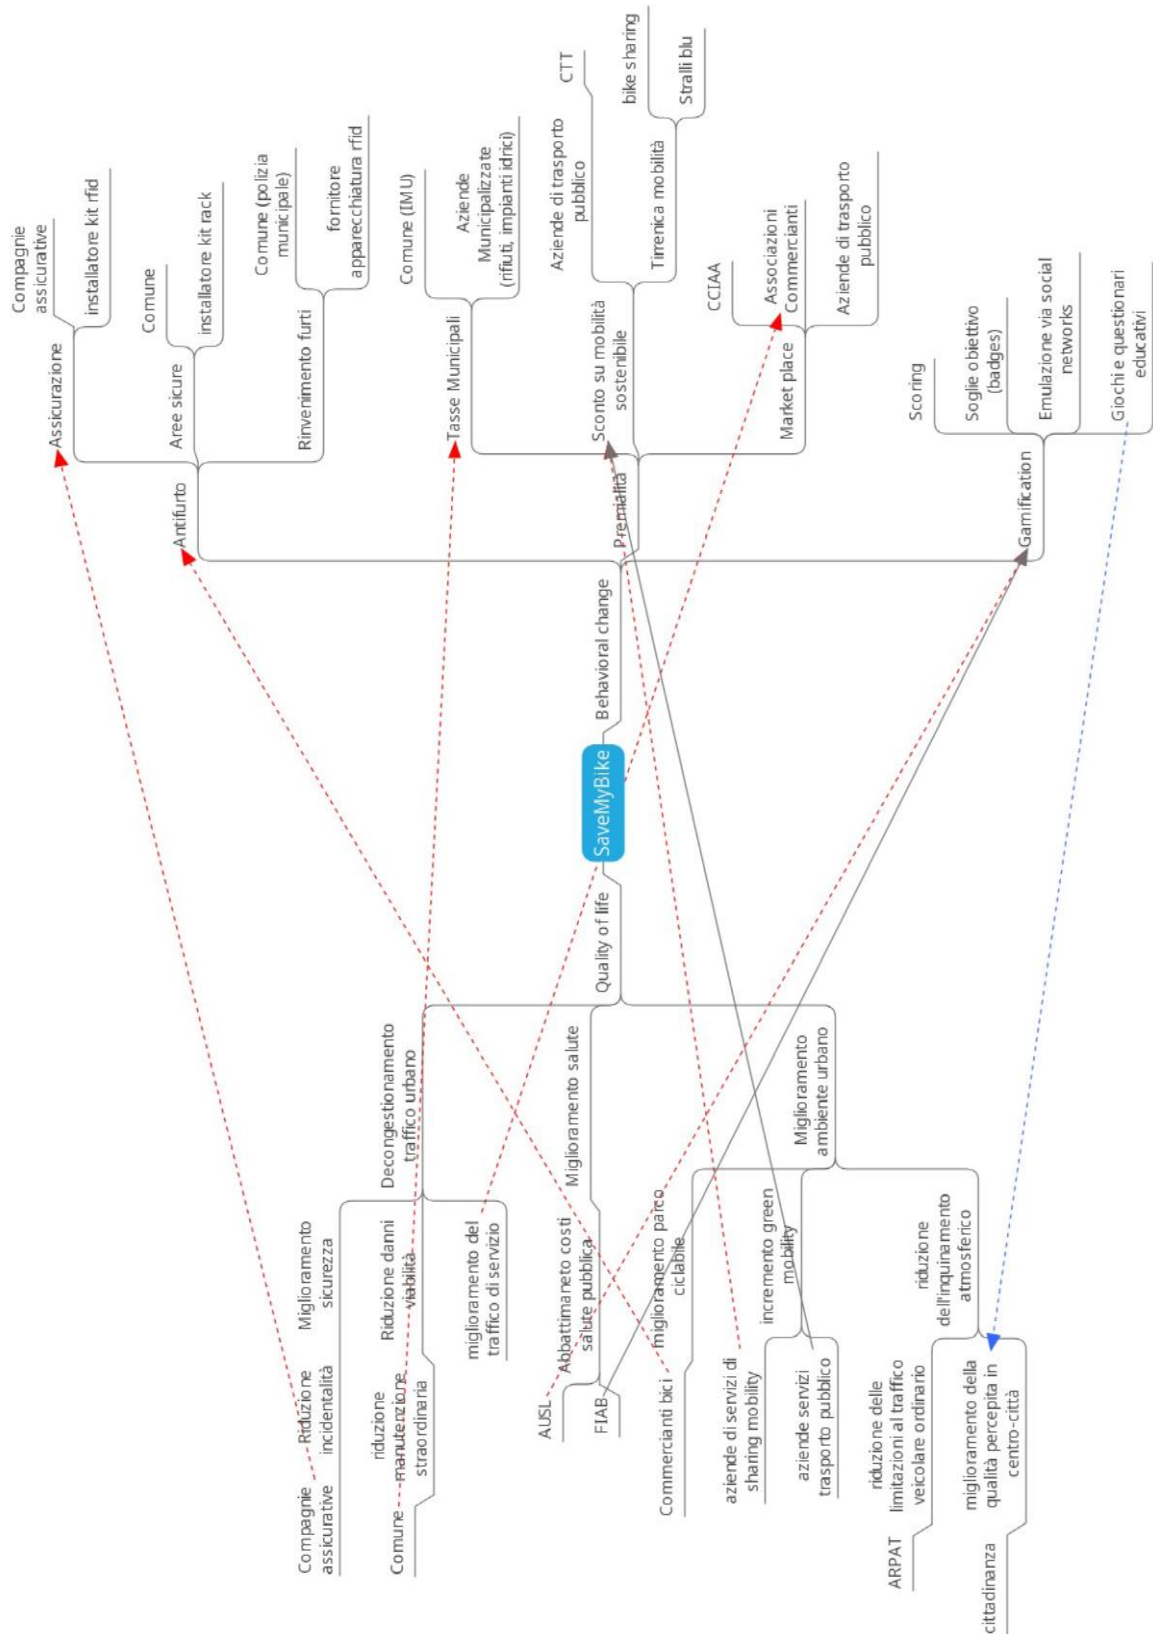 Compagnie
assicurative
installatore kit rfid
Assicurazione
Comune
installatore kit rack
Aree sicure
Comune (polizia
municipale)
fornitore
apparecchiatura rfid
Rinvenimento furti
Antifurto
Comune (IMU)
Aziende
Municipalizzate
(rifiuti, impianti idrici)
Tasse Municipali
CTT
Aziende di trasporto
pubblico
bike sharing
Stralli blu
Tirrenica mobilità
Sconto su mobilità
sostenibile
CCIAA
Associazioni
Commercianti
Aziende di trasporto
pubblico
Market place
Premialità
Scoring
Soglie obiettivo
(badges)
Emulazione via social
networks
Giochi e questionari
educativi
Gamification
Behavioral change
SaveMyBike
Quality of life
Decongestionamento
traffico urbano
Miglioramento
sicurezza
Riduzione
incidentalità
Compagnie
assicurative
Riduzione danni
viabilità
riduzione
manutenzione
straordinaria
Comune
miglioramento del
traffico di servizio
Miglioramento salute
Abbattimaneto costi
salute pubblica
AUSL
FIAB
Miglioramento
ambiente urbano
miglioramento parco
ciclabile
Commercianti bici
incremento green
mobility
aziende di servizi di
sharing mobility
aziende servizi
trasporto pubblico
riduzione
dell'inquinamento
atmosferico
riduzione delle
limitazioni al traffico
veicolare ordinario
ARPAT
miglioramento della
qualità percepita in
centro-città
cittadinanza